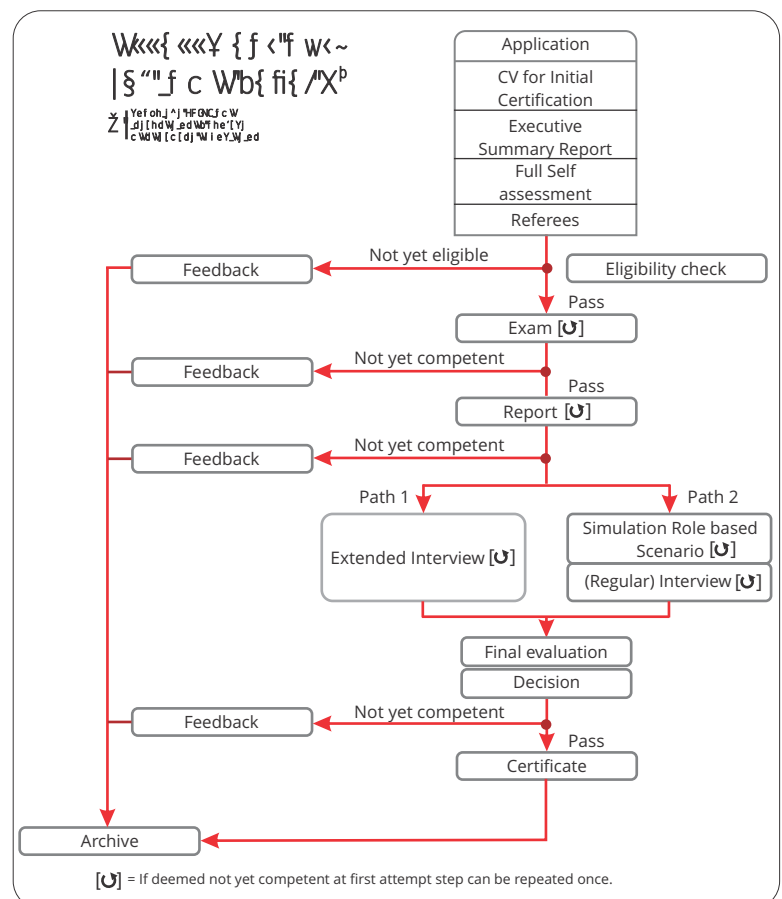 Application
CV for Initial
Certification
Executive
Summary Report
Full Self
assessment
Referees
Not yet eligible
Feedback
Eligibility check
Pass
Exam [↺]
Not yet competent
Feedback
Pass
Report [↺]
Not yet competent
Feedback
Path 1
Path 2
Extended Interview [↺]
Simulation Role based
Scenario [↺]
(Regular) Interview [↺]
Final evaluation
Decision
Not yet competent
Feedback
Pass
Certificate
Archive
[↺] = If deemed not yet competent at first attempt step can be repeated once.